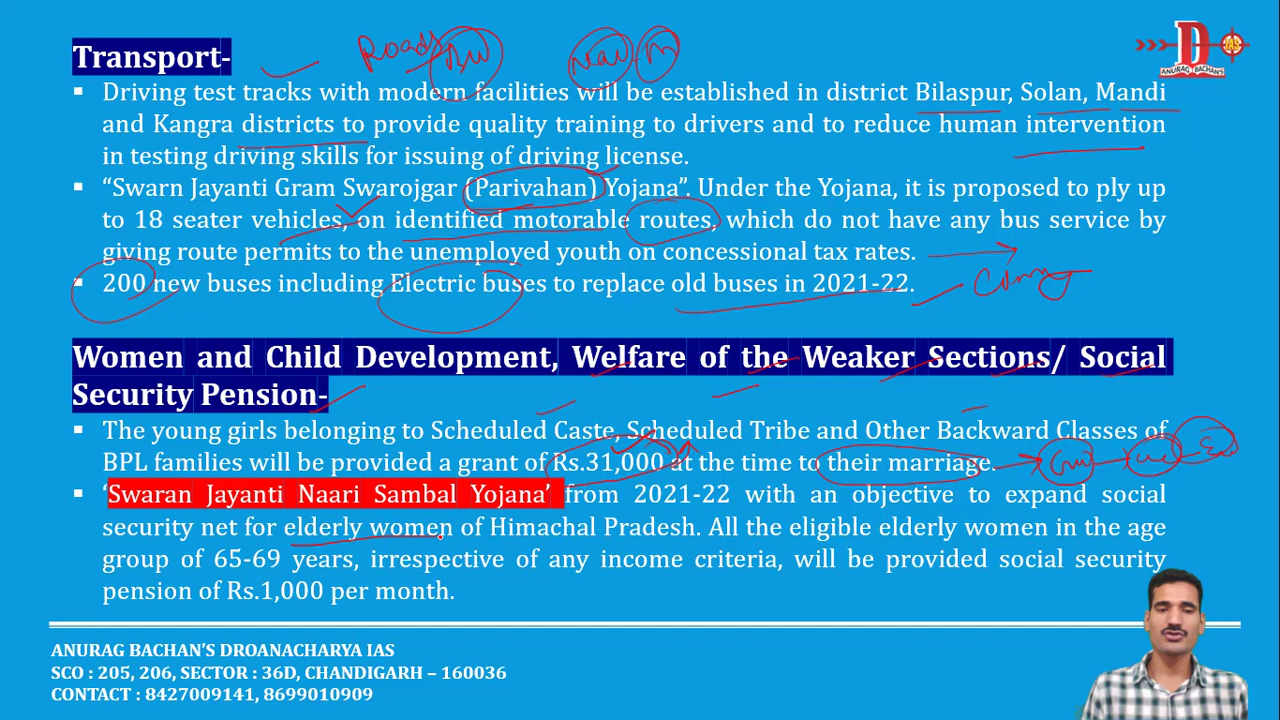 Transport-
Road
▪ Driving test tracks with modern facilities will be established in district Bilaspur, Solan, Mandi
and Kangra districts to provide quality training to drivers and to reduce human intervention
in testing driving skills for issuing of driving license.
▪ “Swarn Jayanti Gram Swarojgar (Parivahan) Yojana”. Under the Yojana, it is proposed to ply up
to 18 seater vehicles, on identified motorable routes, which do not have any bus service by
giving route permits to the unemployed youth on concessional tax rates.
▪ 200 new buses including Electric buses to replace old buses in 2021-22.
Women and Child Development, Welfare of the Weaker Sections/ Social
Security Pension-
▪ The young girls belonging to Scheduled Caste, Scheduled Tribe and Other Backward Classes of
BPL families will be provided a grant of Rs.31,000 at the time to their marriage.
▪ ‘Swaran Jayanti Naari Sambal Yojana’ from 2021-22 with an objective to expand social
security net for elderly women of Himachal Pradesh. All the eligible elderly women in the age
group of 65-69 years, irrespective of any income criteria, will be provided social security
pension of Rs.1,000 per month.
D IAS
ANURAG BACHAN'S
ANURAG BACHAN’S DROANACHARYA IAS
SCO : 205, 206, SECTOR : 36D, CHANDIGARH – 160036
CONTACT : 8427009141, 8699010909